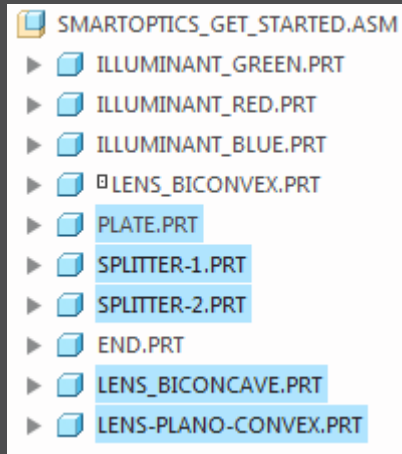 SMARTOPTICS_GET_STARTED.ASM
ILLUMINANT_GREEN.PRT
ILLUMINANT_RED.PRT
ILLUMINANT_BLUE.PRT
LENS_BICONVEX.PRT
PLATE.PRT
SPLITTER-1.PRT
SPLITTER-2.PRT
END.PRT
LENS_BICONCAVE.PRT
LENS-PLANO-CONVEX.PRT